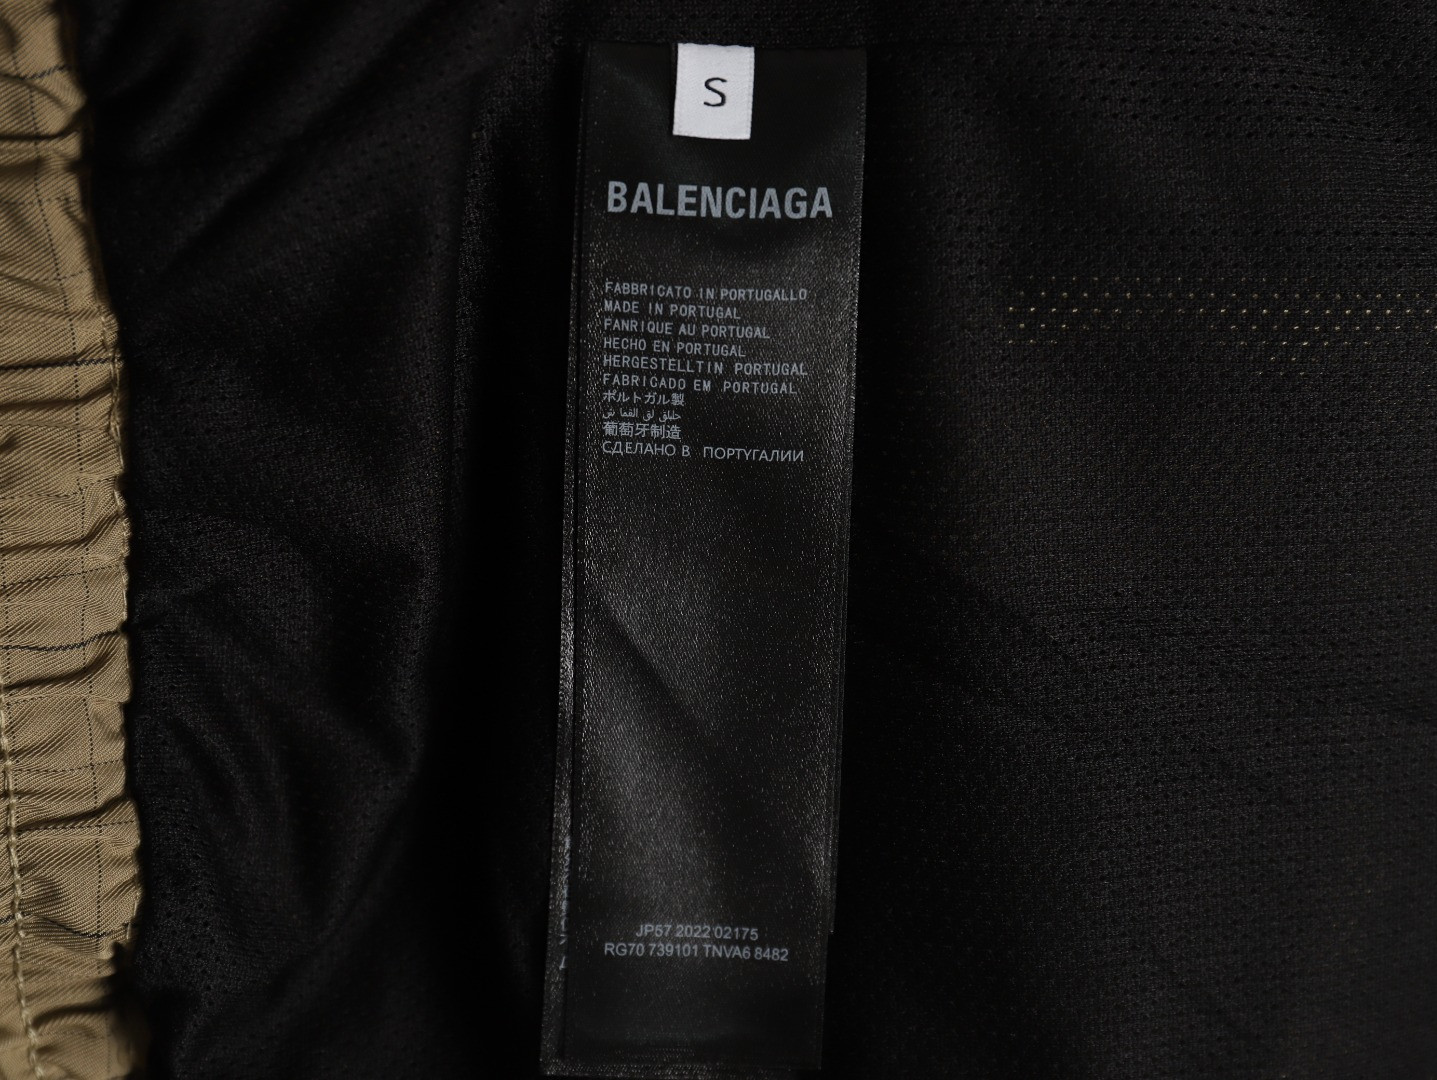 S
BALENCIAGA
FABBRICATO IN PORTUGALLO
MADE IN PORTUGAL
FANRIQUE AU PORTUGAL
HECHO EN PORTUGAL
HERGESTELLTIN PORTUGAL
FABRICADO EM PORTUGAL
ポルトガル製
葡萄牙制造
СДЕЛАНО В ПОРТУГАЛИИ
JP57 2022 02175
RG70 739101 TNVA6 8482